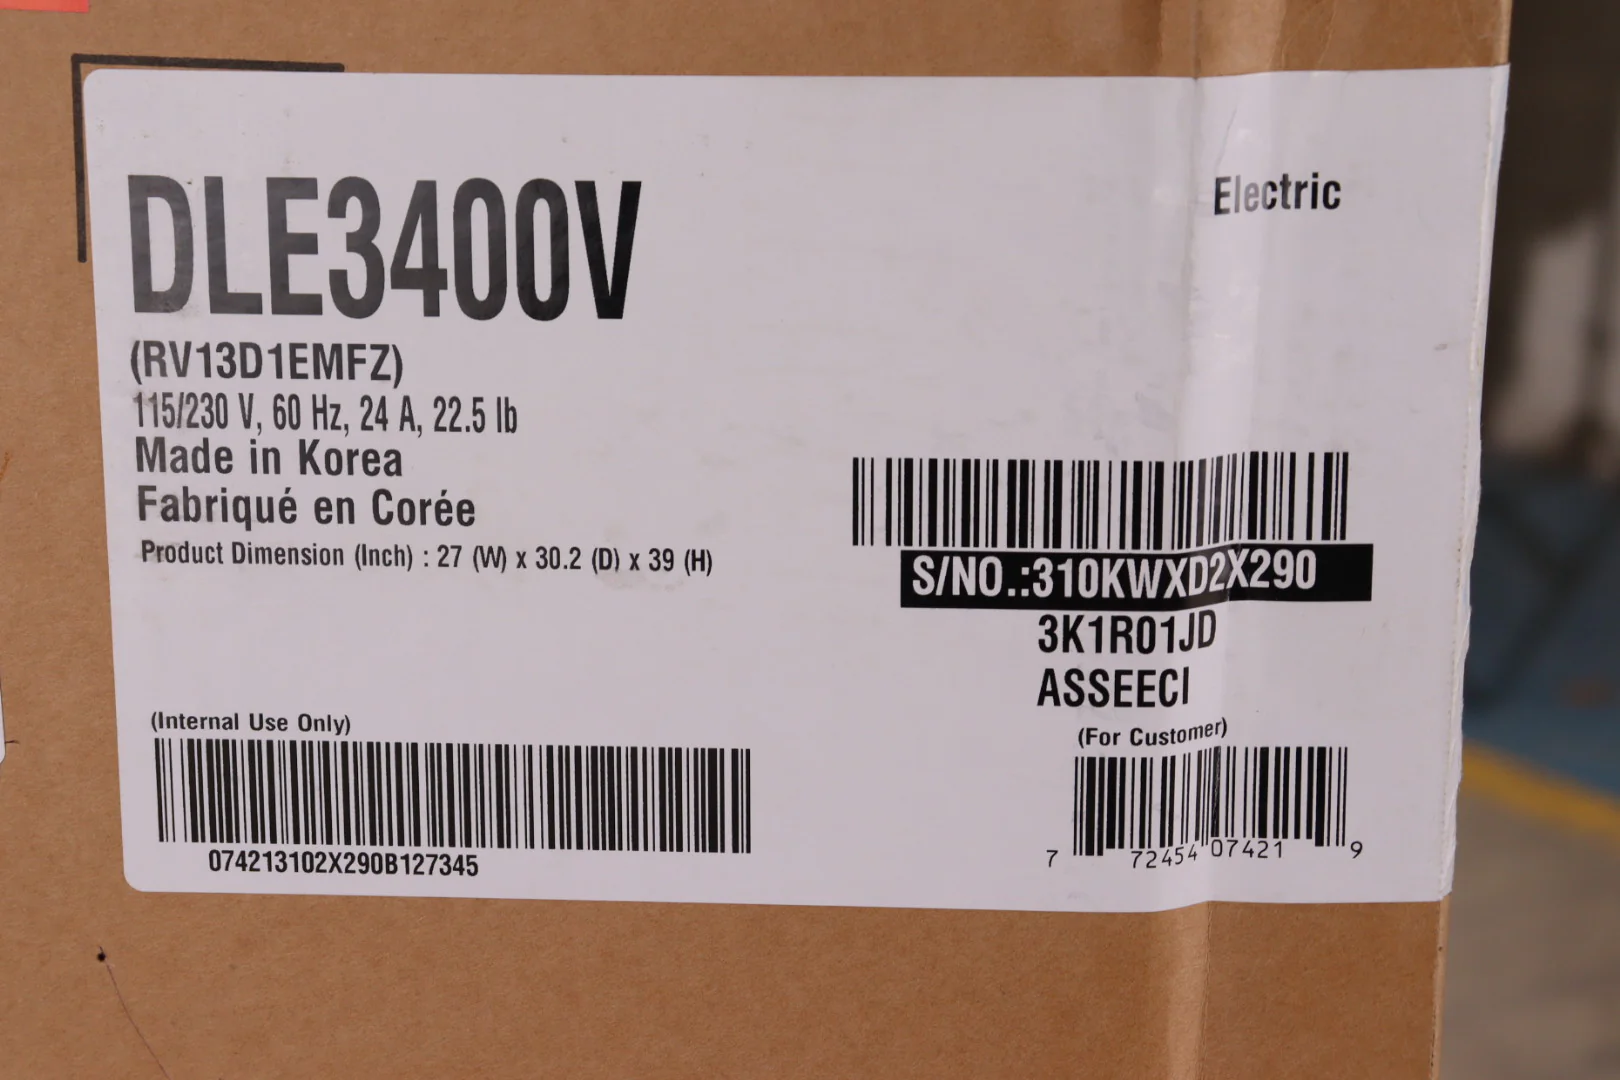 DLE3400V
Electric
(RV13D1EMFZ)
115/230 V, 60 Hz, 24 A, 22.5 lb
Made in Korea
Fabriqué en Corée
Product Dimension (Inch) : 27 (W) x 30.2 (D) x 39 (H)
S/NO.:310KWXD2X290
3K1R01JD
ASSEECI
(Internal Use Only)
074213102X290B127345
(For Customer)
7 72454 07421 9